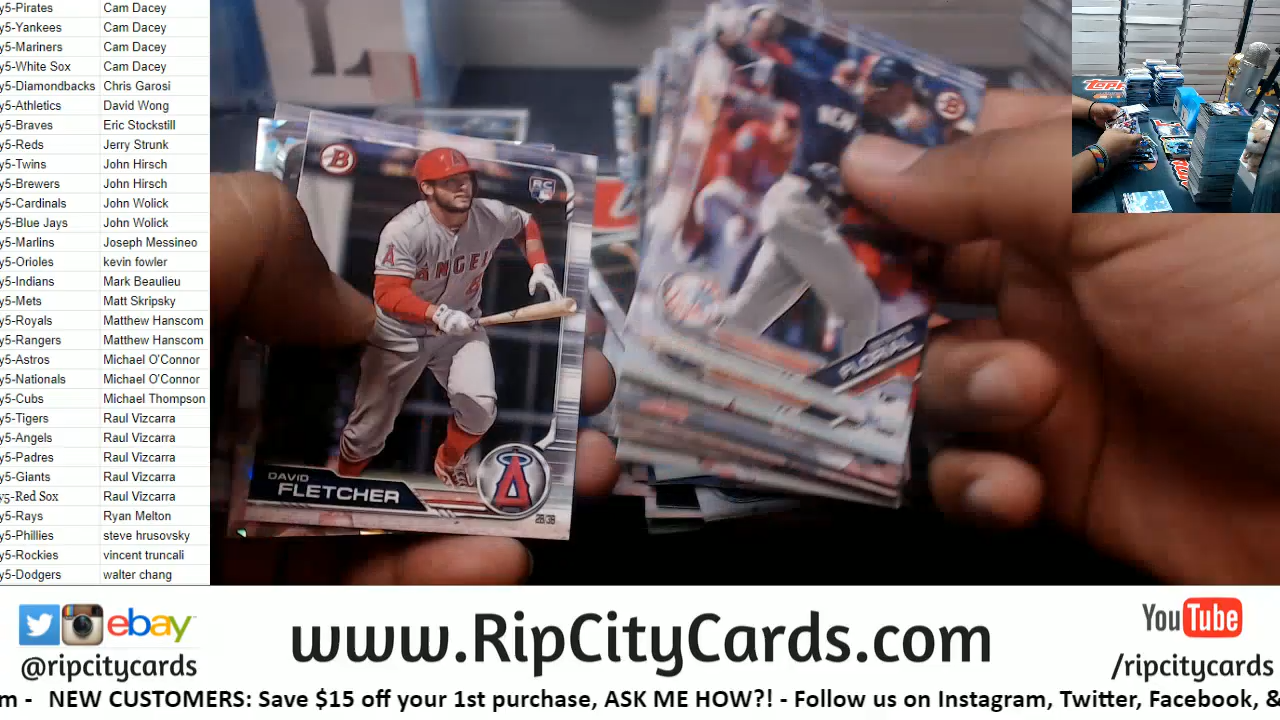 y5-Pirates Cam Dacey
y5-Yankees Cam Dacey
y5-Mariners Cam Dacey
y5-White Sox Cam Dacey
y5-Diamondbacks Chris Garosi
y5-Athletics David Wong
y5-Braves Eric Stockstill
y5-Reds Jerry Strunk
y5-Twins John Hirsch
y5-Brewers John Hirsch
y5-Cardinals John Wolick
y5-Blue Jays John Wolick
y5-Marlins Joseph Messineo
y5-Orioles kevin fowler
y5-Indians Mark Beaulieu
y5-Mets Matt Skripsky
y5-Royals Matthew Hanscom
y5-Rangers Matthew Hanscom
y5-Astros Michael O'Connor
y5-Nationals Michael O'Connor
y5-Cubs Michael Thompson
y5-Tigers Raul Vizcarra
y5-Angels Raul Vizcarra
y5-Padres Raul Vizcarra
y5-Giants Raul Vizcarra
y5-Red Sox Raul Vizcarra
y5-Rays Ryan Melton
y5-Phillies steve hrusovsky
y5-Rockies vincent truncali
y5-Dodgers walter chang
B
RC
ANGELS
DAVID
FLETCHER
A
NEW
ebay
@ripcitycards
www.RipCityCards.com
YouTube
/ripcitycards
m - NEW CUSTOMERS: Save $15 off your 1st purchase, ASK ME HOW?! - Follow us on Instagram, Twitter, Facebook, &